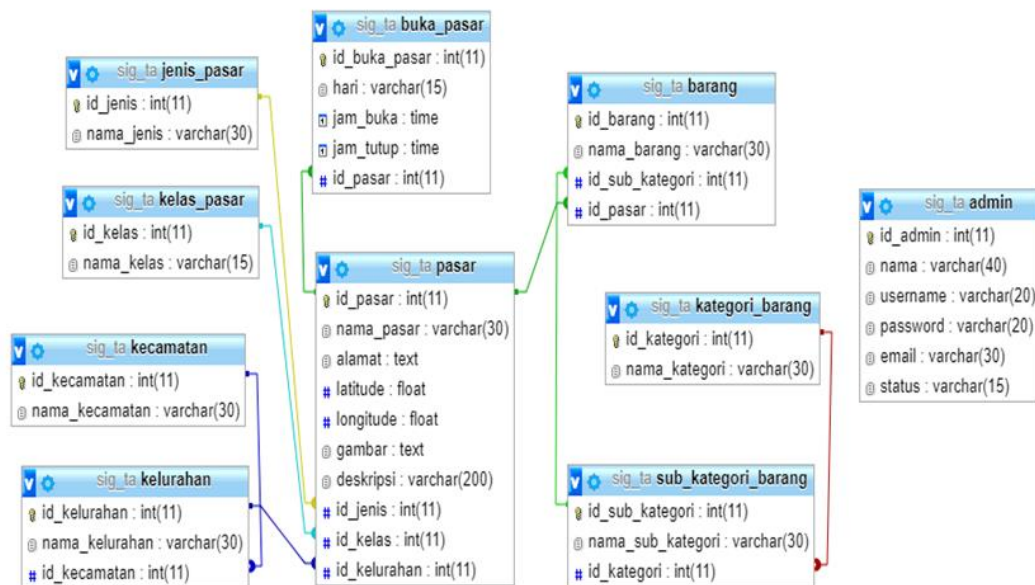 sig_ta buka_pasar
id_buka_pasar : int(11)
hari : varchar(15)
jam_buka : time
jam_tutup : time
# id_pasar : int(11)
sig_ta jenis_pasar
id_jenis : int(11)
nama_jenis : varchar(30)
sig_ta barang
id_barang : int(11)
nama_barang : varchar(30)
# id_sub_kategori : int(11)
# id_pasar : int(11)
sig_ta kelas_pasar
id_kelas : int(11)
nama_kelas : varchar(15)
sig_ta admin
id_admin : int(11)
nama : varchar(40)
username : varchar(20)
password : varchar(20)
email : varchar(30)
status : varchar(15)
sig_ta pasar
id_pasar : int(11)
nama_pasar : varchar(30)
alamat : text
# latitude : float
# longitude : float
gambar : text
deskripsi : varchar(200)
# id_jenis : int(11)
# id_kelas : int(11)
# id_kelurahan : int(11)
sig_ta kategori_barang
id_kategori : int(11)
nama_kategori : varchar(30)
sig_ta kecamatan
id_kecamatan : int(11)
nama_kecamatan : varchar(30)
sig_ta kelurahan
id_kelurahan : int(11)
nama_kelurahan : varchar(30)
# id_kecamatan : int(11)
sig_ta sub_kategori_barang
id_sub_kategori : int(11)
nama_sub_kategori : varchar(30)
# id_kategori : int(11)